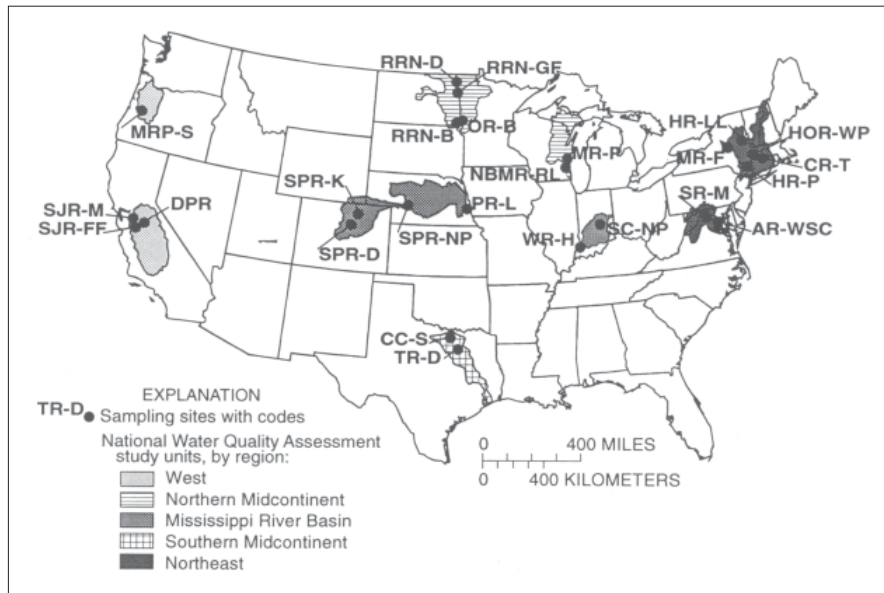 RRN-D
RRN-GF
MRP-S
RRN-B
OR-B
HR-LL
HOR-WP
MR-P
MR-F
CR-T
HR-P
NBMR-RL
SPR-K
SJR-M
DPR
SJR-FF
PR-L
SR-M
SPR-D
SPR-NP
WR-H
SC-NP
AR-WSC
CC-S
TR-D
EXPLANATION
TR-D Sampling sites with codes
National Water Quality Assessment
study units, by region:
West
Northern Midcontinent
Mississippi River Basin
Southern Midcontinent
Northeast
0 400 MILES
0 400 KILOMETERS